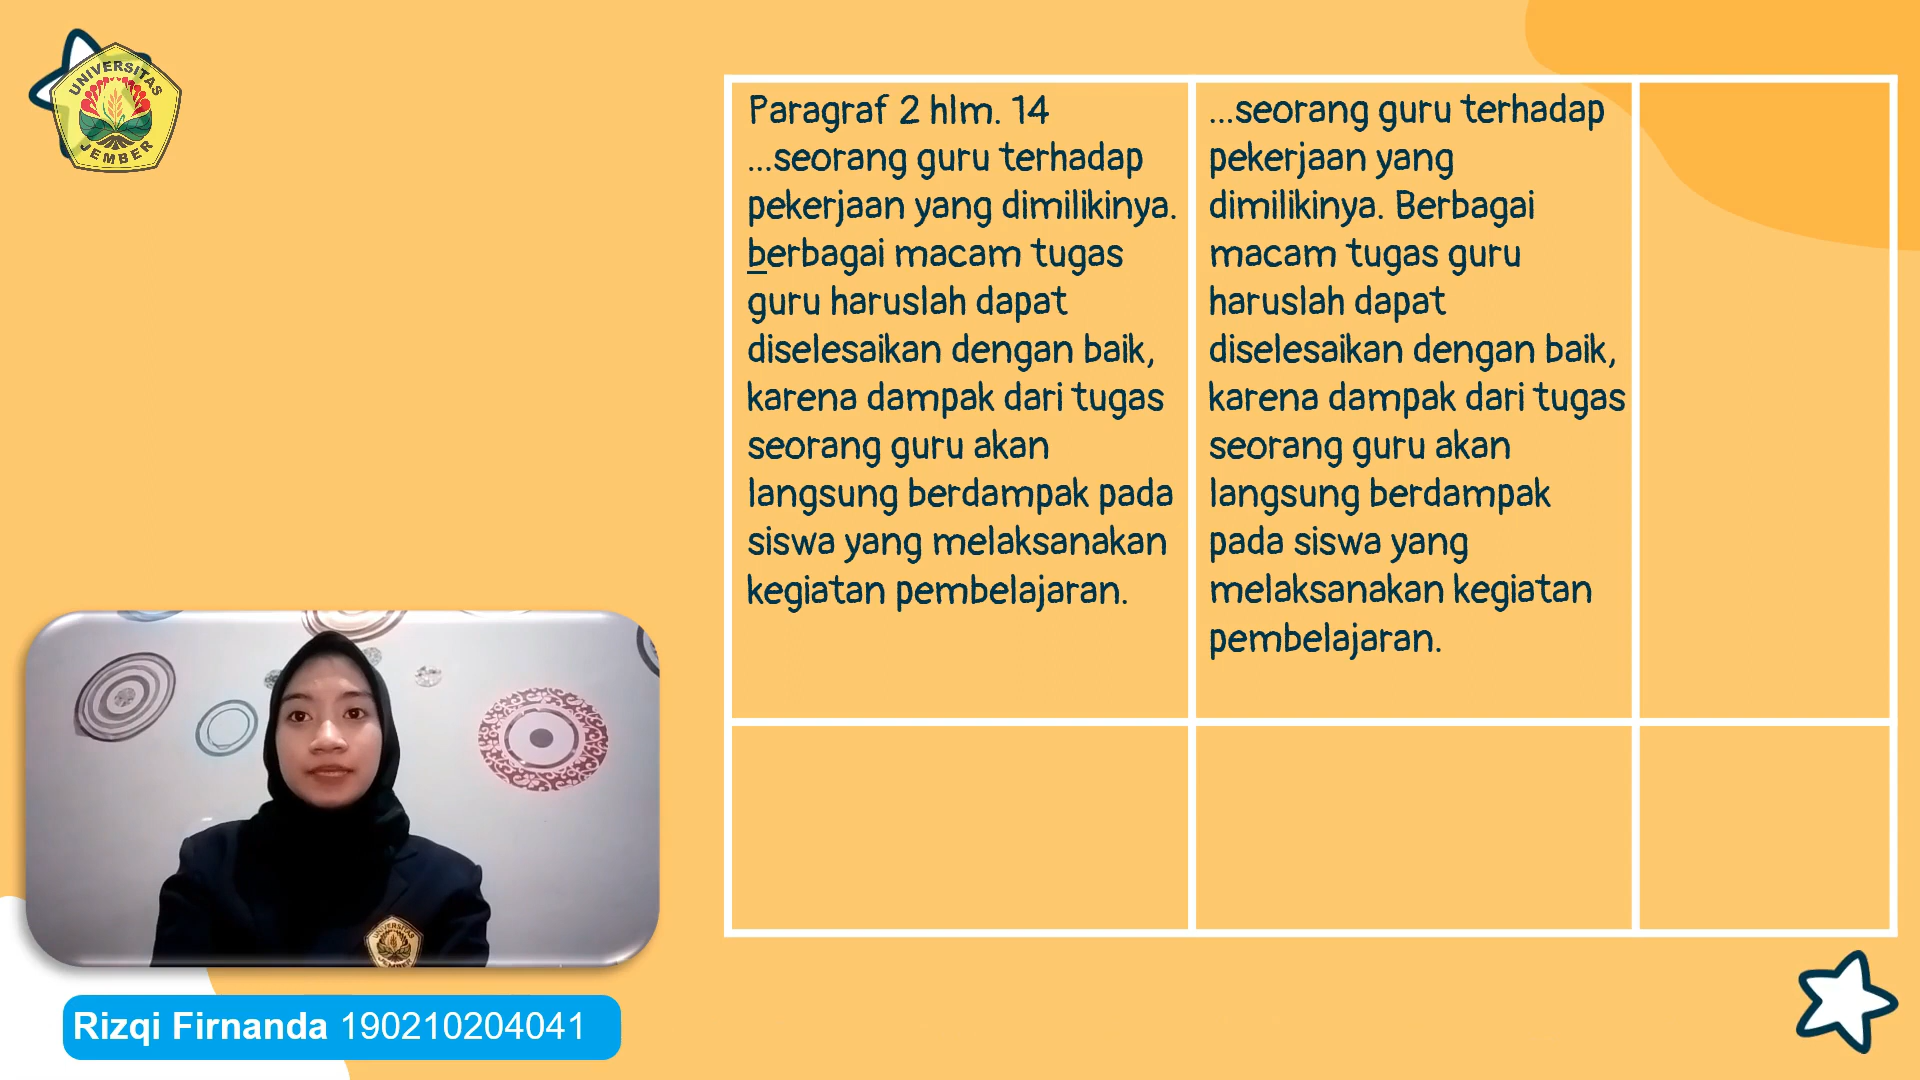 UNIVERSITAS
JEMBER
Paragraf 2 hlm. 14
...seorang guru terhadap
pekerjaan yang dimilikinya.
berbagai macam tugas
guru haruslah dapat
diselesaikan dengan baik,
karena dampak dari tugas
seorang guru akan
langsung berdampak pada
siswa yang melaksanakan
kegiatan pembelajaran.
...seorang guru terhadap
pekerjaan yang
dimilikinya. Berbagai
macam tugas guru
haruslah dapat
diselesaikan dengan baik,
karena dampak dari tugas
seorang guru akan
langsung berdampak
pada siswa yang
melaksanakan kegiatan
pembelajaran.
UNIVERSITAS
JEMBER
Rizqi Firnanda 190210204041